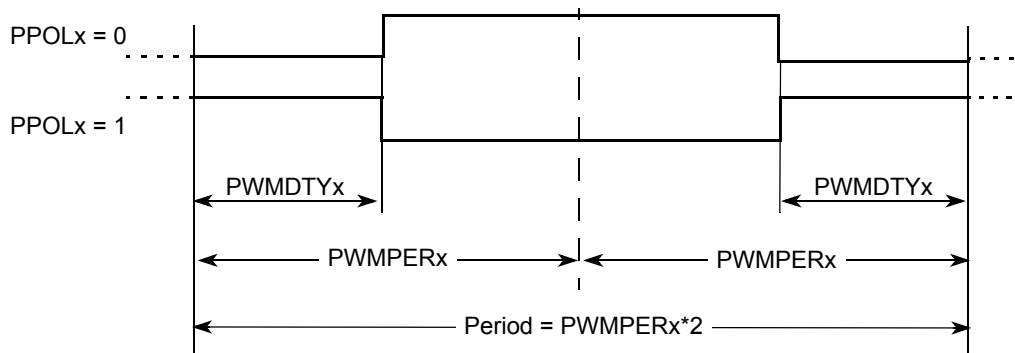 PPOLx = 0
PPOLx = 1
PWMDTYx
PWMDTYx
PWMPERx
PWMPERx
Period = PWMPERx*2